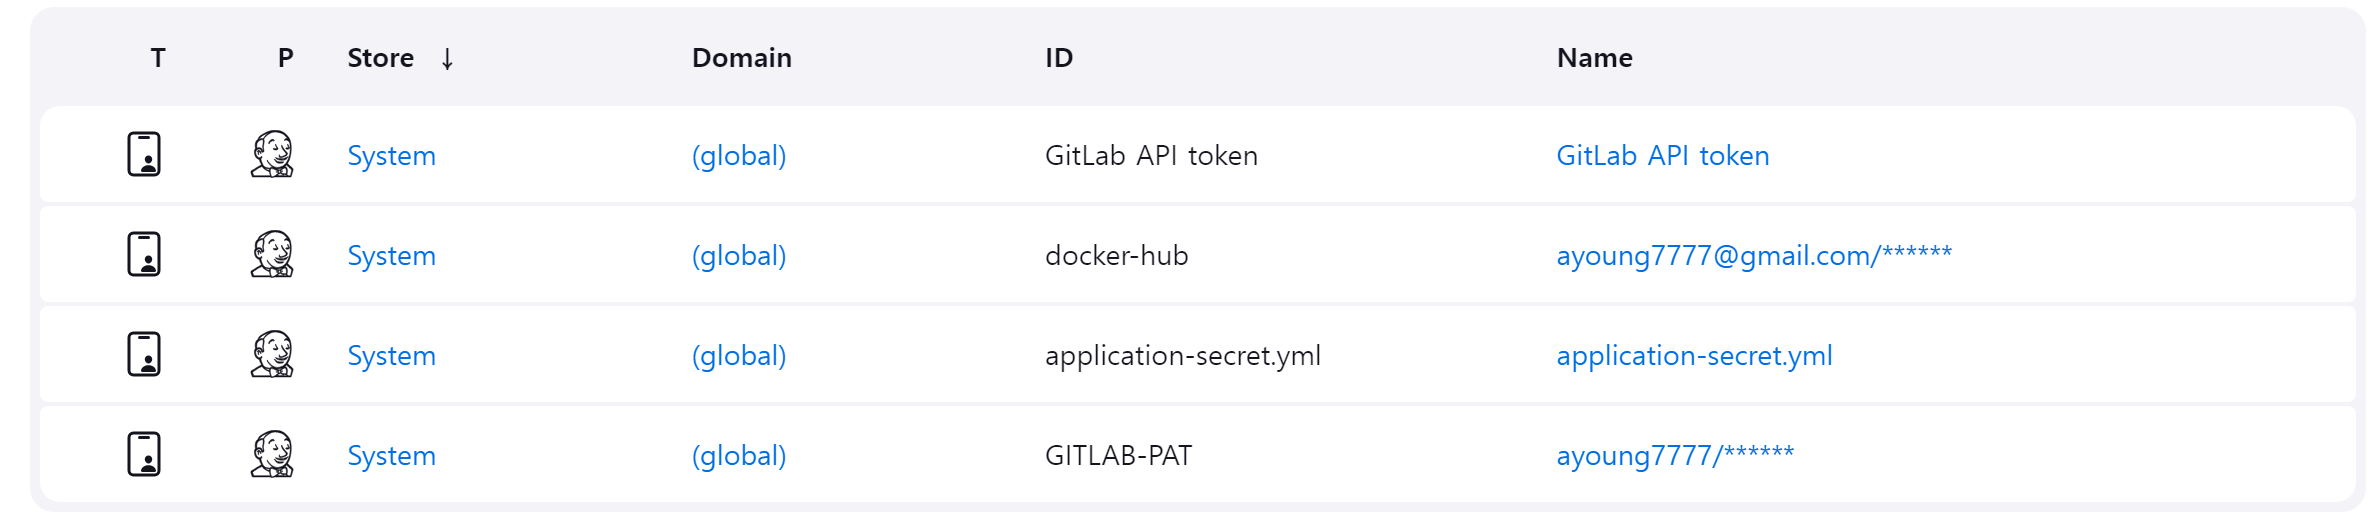 T P Store ↓ Domain ID Name
System (global) GitLab API token GitLab API token
System (global) docker-hub ayoung7777@gmail.com/******
System (global) application-secret.yml application-secret.yml
System (global) GITLAB-PAT ayoung7777/******